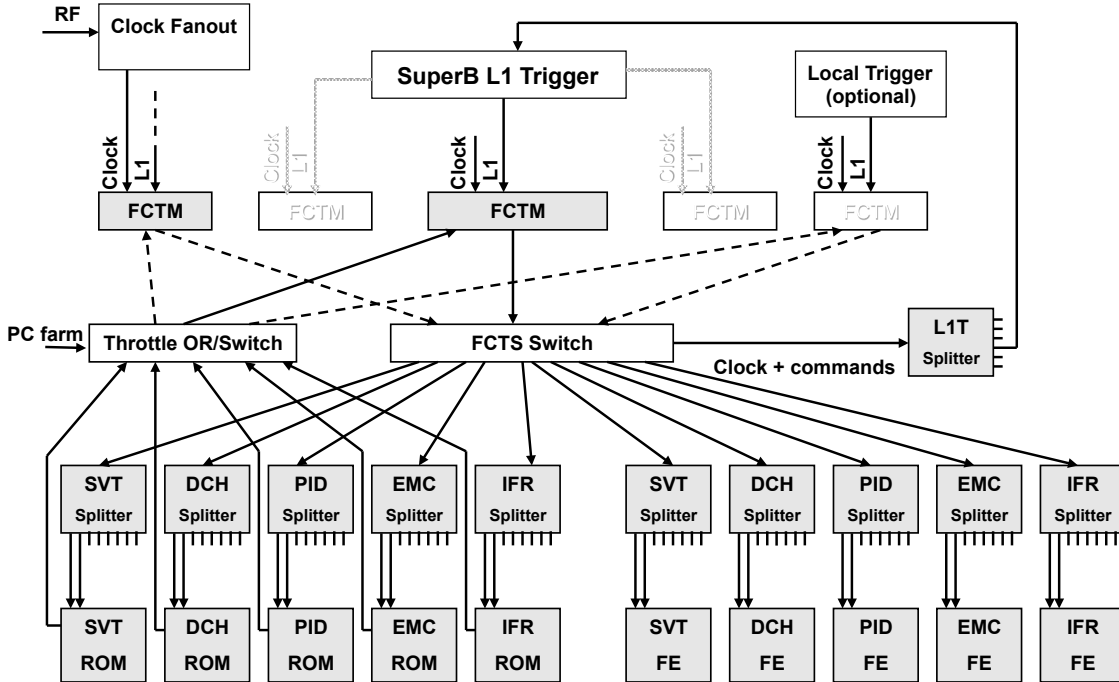 RF
Clock Fanout
SuperB L1 Trigger
Local Trigger
(optional)
Clock
L1
Clock
L1
Clock
L1
Clock
L1
Clock
L1
FCTM
FCTM
FCTM
FCTM
FCTM
PC farm
Throttle OR/Switch
FCTS Switch
Clock + commands
L1T
Splitter
SVT
Splitter
DCH
Splitter
PID
Splitter
EMC
Splitter
IFR
Splitter
SVT
Splitter
DCH
Splitter
PID
Splitter
EMC
Splitter
IFR
Splitter
SVT
ROM
DCH
ROM
PID
ROM
EMC
ROM
IFR
ROM
SVT
FE
DCH
FE
PID
FE
EMC
FE
IFR
FE